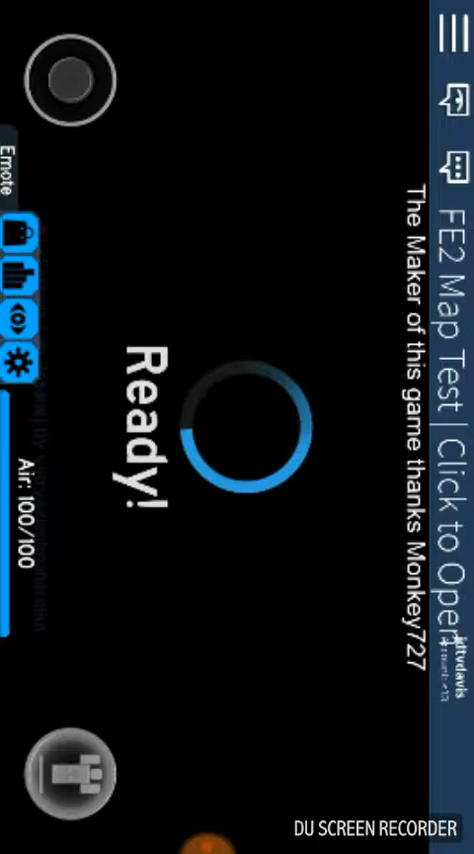 FE2 Map Test | Click to Open
The Maker of this game thanks Monkey727
Ready!
Emote
Air: 100/100
DU SCREEN RECORDER